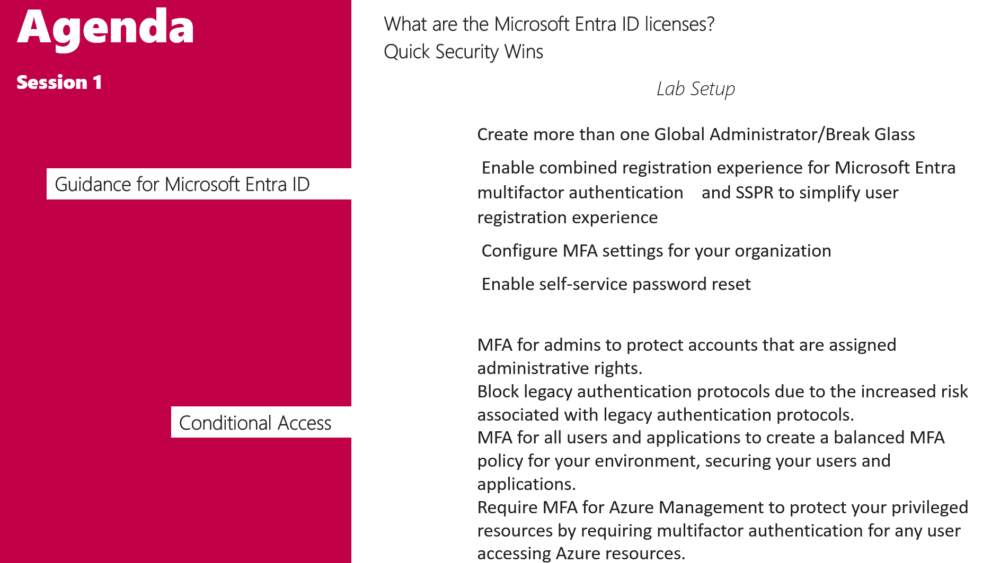 Agenda
Session 1
What are the Microsoft Entra ID licenses?
Quick Security Wins
Lab Setup
Guidance for Microsoft Entra ID
Create more than one Global Administrator/Break Glass
Enable combined registration experience for Microsoft Entra
multifactor authentication    and SSPR to simplify user
registration experience
Configure MFA settings for your organization
Enable self-service password reset
Conditional Access
MFA for admins to protect accounts that are assigned
administrative rights.
Block legacy authentication protocols due to the increased risk
associated with legacy authentication protocols.
MFA for all users and applications to create a balanced MFA
policy for your environment, securing your users and
applications.
Require MFA for Azure Management to protect your privileged
resources by requiring multifactor authentication for any user
accessing Azure resources.